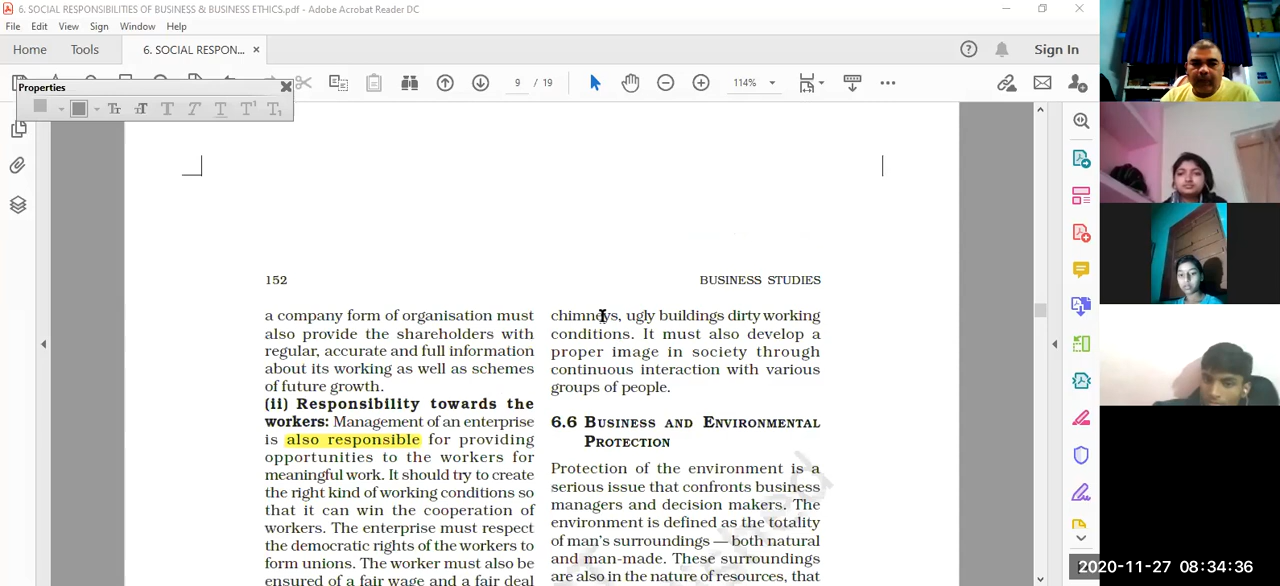 6. SOCIAL RESPONSIBILITIES OF BUSINESS & BUSINESS ETHICS.pdf - Adobe Acrobat Reader DC
File Edit View Sign Window Help
Home Tools 6. SOCIAL RESPON... × Sign In
Properties
9 / 19 114%
152 BUSINESS STUDIES
a company form of organisation must
also provide the shareholders with
regular, accurate and full information
about its working as well as schemes
of future growth.
(ii) Responsibility towards the
workers: Management of an enterprise
is also responsible for providing
opportunities to the workers for
meaningful work. It should try to create
the right kind of working conditions so
that it can win the cooperation of
workers. The enterprise must respect
the democratic rights of the workers to
form unions. The worker must also be
ensured of a fair wage and a fair deal
chimneys, ugly buildings dirty working
conditions. It must also develop a
proper image in society through
continuous interaction with various
groups of people.
6.6 BUSINESS AND ENVIRONMENTAL
PROTECTION
Protection of the environment is a
serious issue that confronts business
managers and decision makers. The
environment is defined as the totality
of man's surroundings — both natural
and man-made. These surroundings
are also in the nature of resources, that
2020-11-27 08:34:36